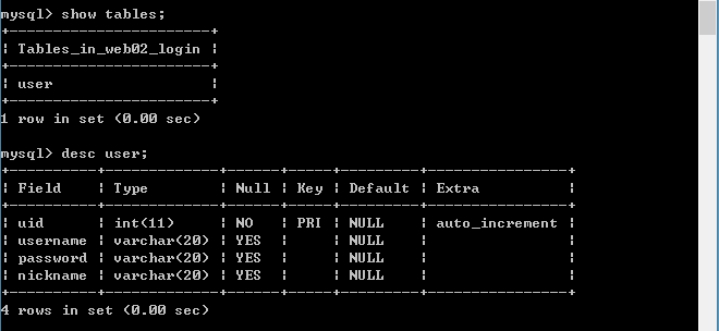 mysql> show tables;
+-----------------------+
| Tables_in_web02_login |
+-----------------------+
| user                  |
+-----------------------+
1 row in set (0.00 sec)
mysql> desc user;
+----------+-------------+------+-----+---------+----------------+
| Field    | Type        | Null | Key | Default | Extra          |
+----------+-------------+------+-----+---------+----------------+
| uid      | int(11)     | NO   | PRI | NULL    | auto_increment |
| username | varchar(20) | YES  |     | NULL    |                |
| password | varchar(20) | YES  |     | NULL    |                |
| nickname | varchar(20) | YES  |     | NULL    |                |
+----------+-------------+------+-----+---------+----------------+
4 rows in set (0.00 sec)